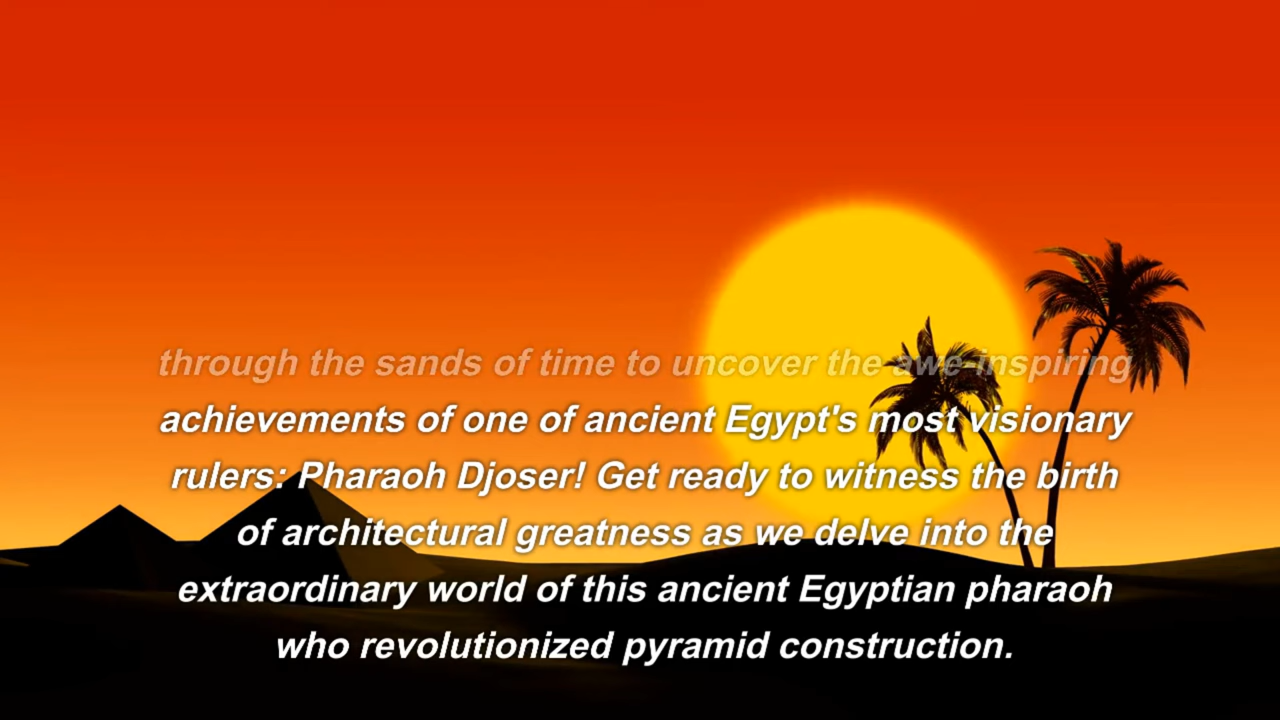 through the sands of time to uncover the awe-inspiring
achievements of one of ancient Egypt's most visionary
rulers: Pharaoh Djoser! Get ready to witness the birth
of architectural greatness as we delve into the
extraordinary world of this ancient Egyptian pharaoh
who revolutionized pyramid construction.